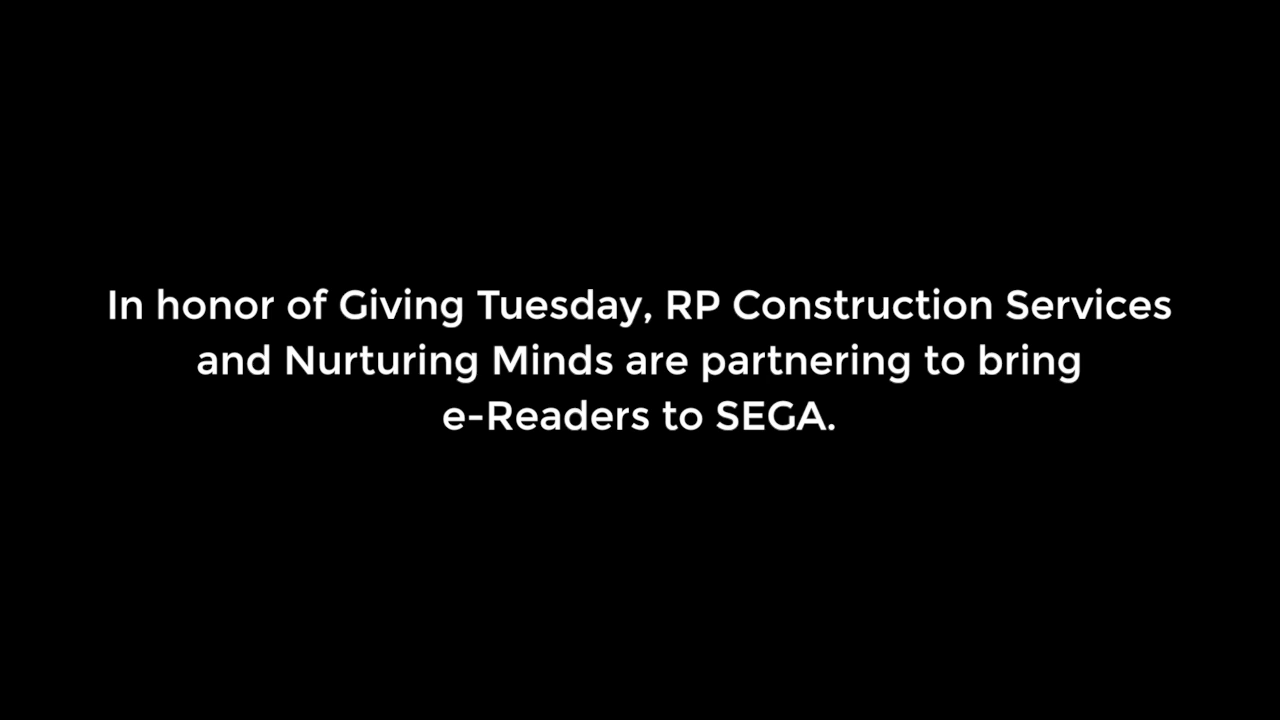 In honor of Giving Tuesday, RP Construction Services
and Nurturing Minds are partnering to bring
e-Readers to SEGA.